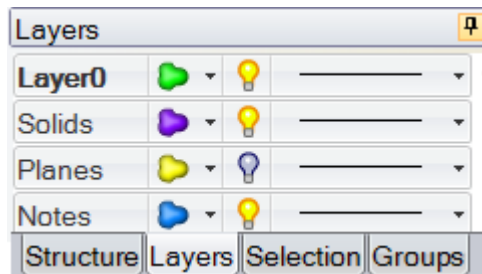 Layers
Layer0
Solids
Planes
Notes
Structure Layers Selection Groups